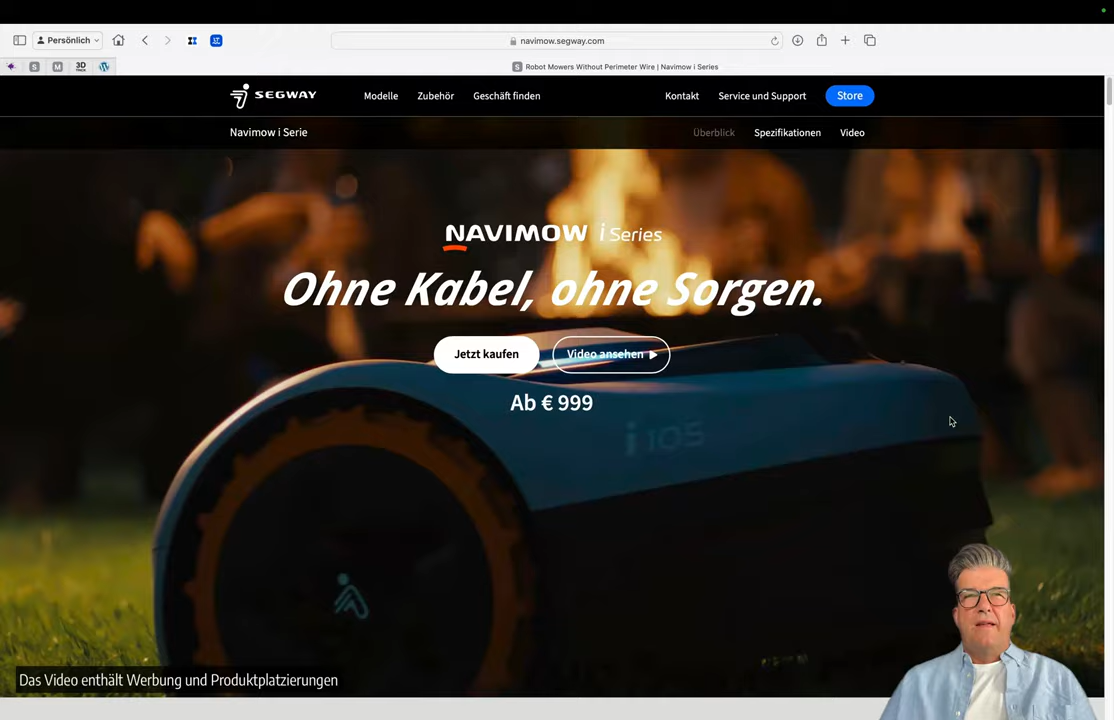 Persönlich
navimow.segway.com
3D
Robot Mowers Without Perimeter Wire | Navimow i Series
SEGWAY
Modelle
Zubehör
Geschäft finden
Kontakt
Service und Support
Store
Navimow i Serie
Überblick
Spezifikationen
Video
NAVIMOW i Series
Ohne Kabel, ohne Sorgen.
Jetzt kaufen
Video ansehen
Ab € 999
i 105
Das Video enthält Werbung und Produktplatzierungen